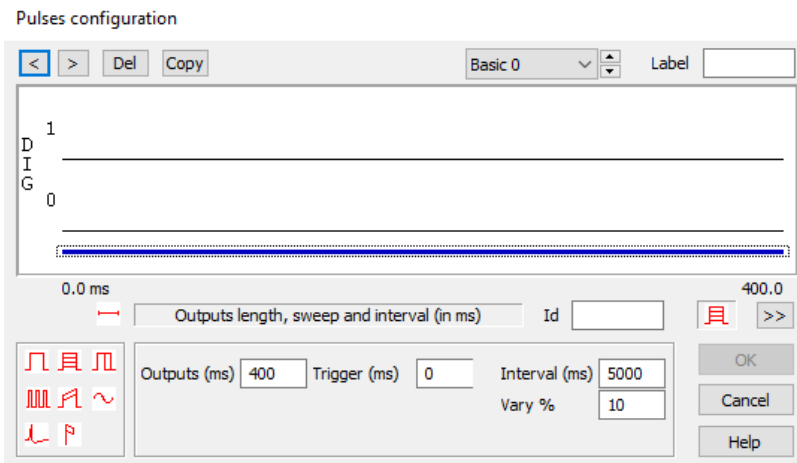 Pulses configuration
< > Del Copy Basic 0 Label
1
DIG
0
0.0 ms 400.0
Outputs length, sweep and interval (in ms) Id >>
Outputs (ms) 400 Trigger (ms) 0 Interval (ms) 5000 OK
Vary % 10 Cancel
Help